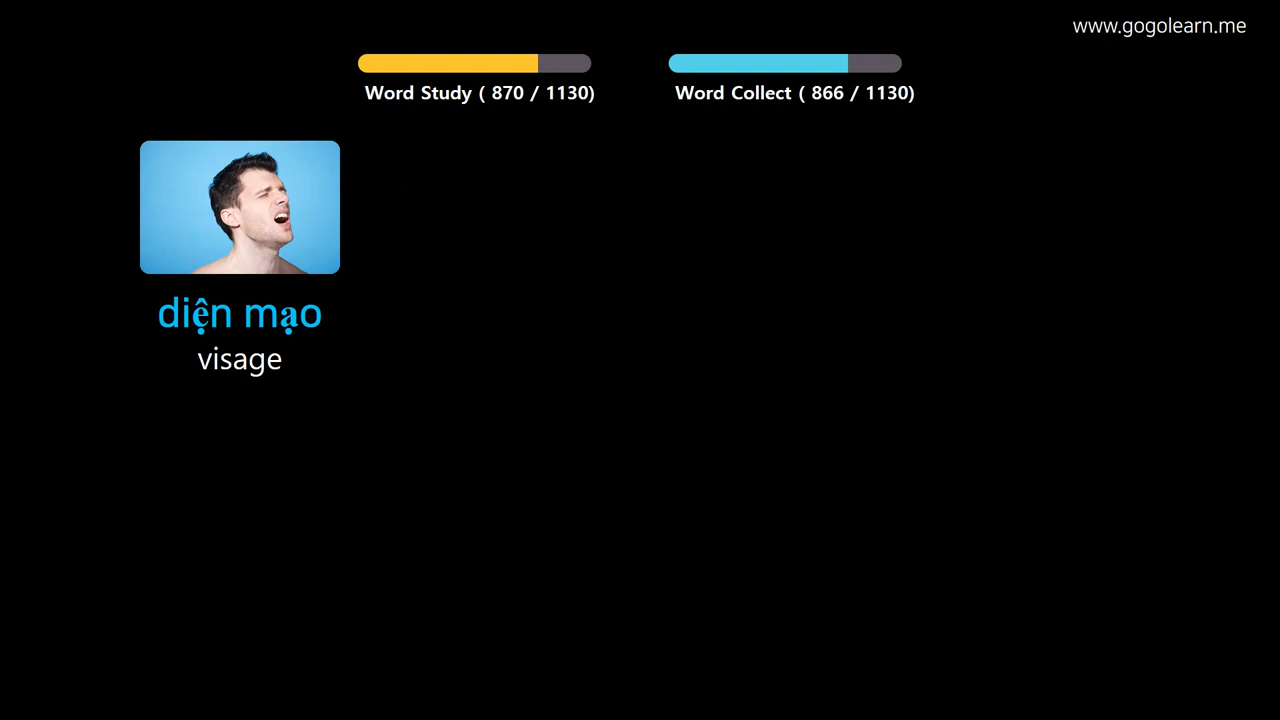 www.gogolearn.me
Word Study ( 870 / 1130)
Word Collect ( 866 / 1130)
diện mạo
visage